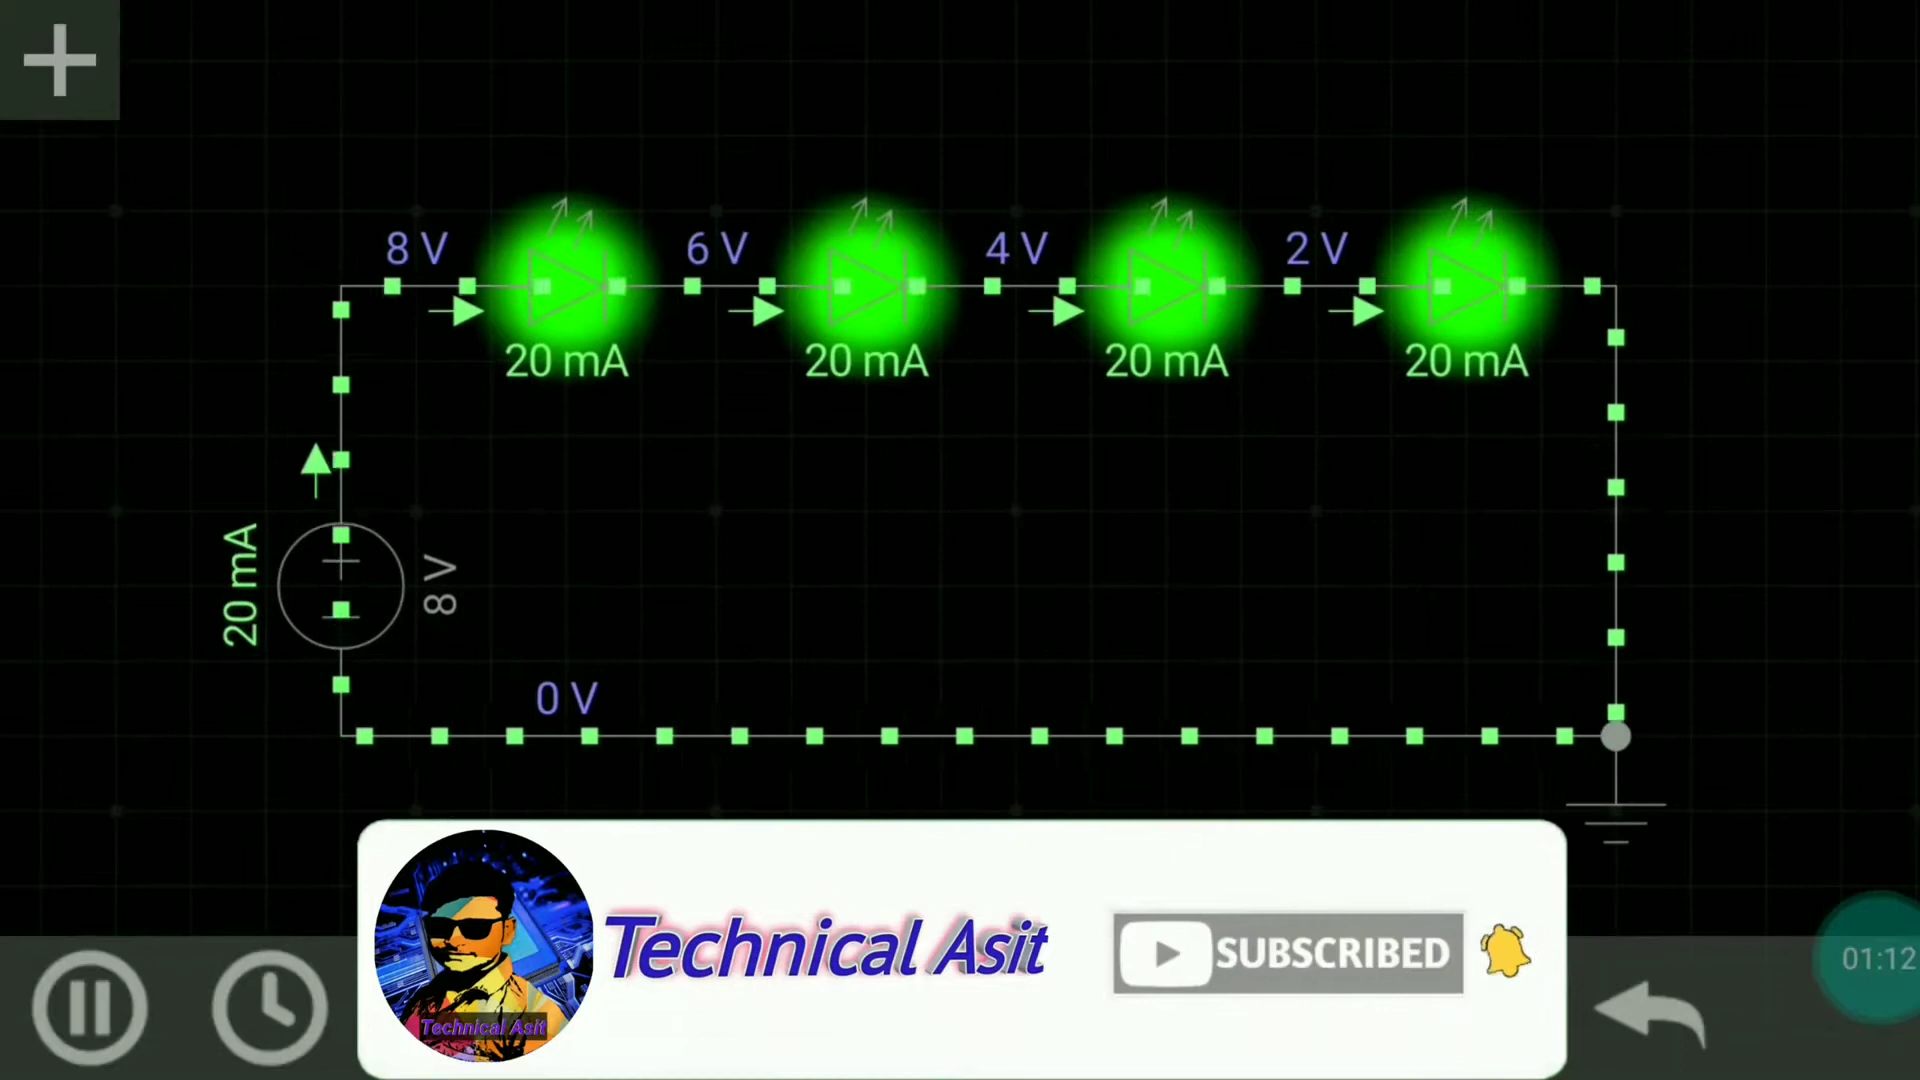 8 V
6 V
4 V
2 V
20 mA
20 mA
20 mA
20 mA
20 mA
8 V
0 V
Technical Asit
SUBSCRIBED
Technical Asit
01:12